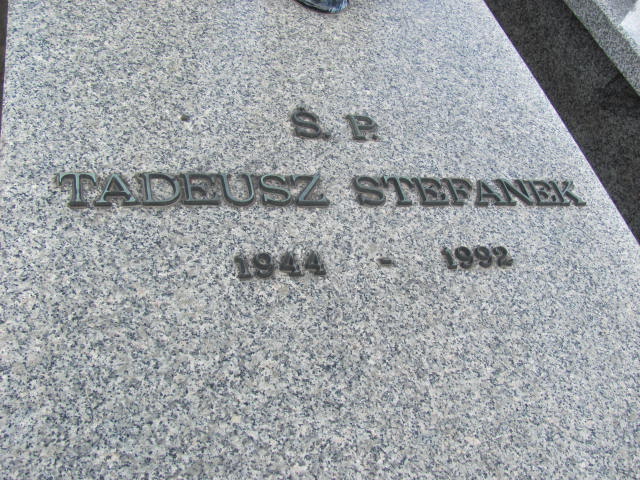 Ś. P.
TADEUSZ STEFANEK
1944 - 1992